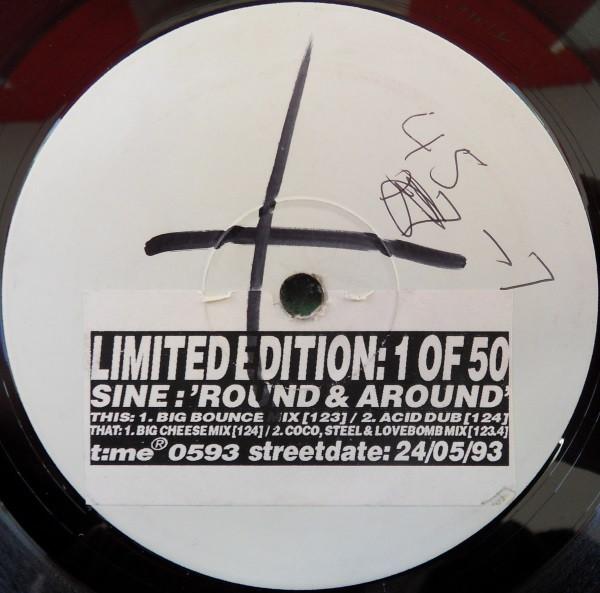 45
LIMITED EDITION: 1 OF 50
SINE : 'ROUND & AROUND'
THIS: 1. BIG BOUNCE MIX [123] / 2. ACID DUB [124]
THAT: 1. BIG CHEESE MIX [124] / 2. COCO, STEEL & LOVEBOMB MIX [123.4]
t:me® 0593 streetdate: 24/05/93